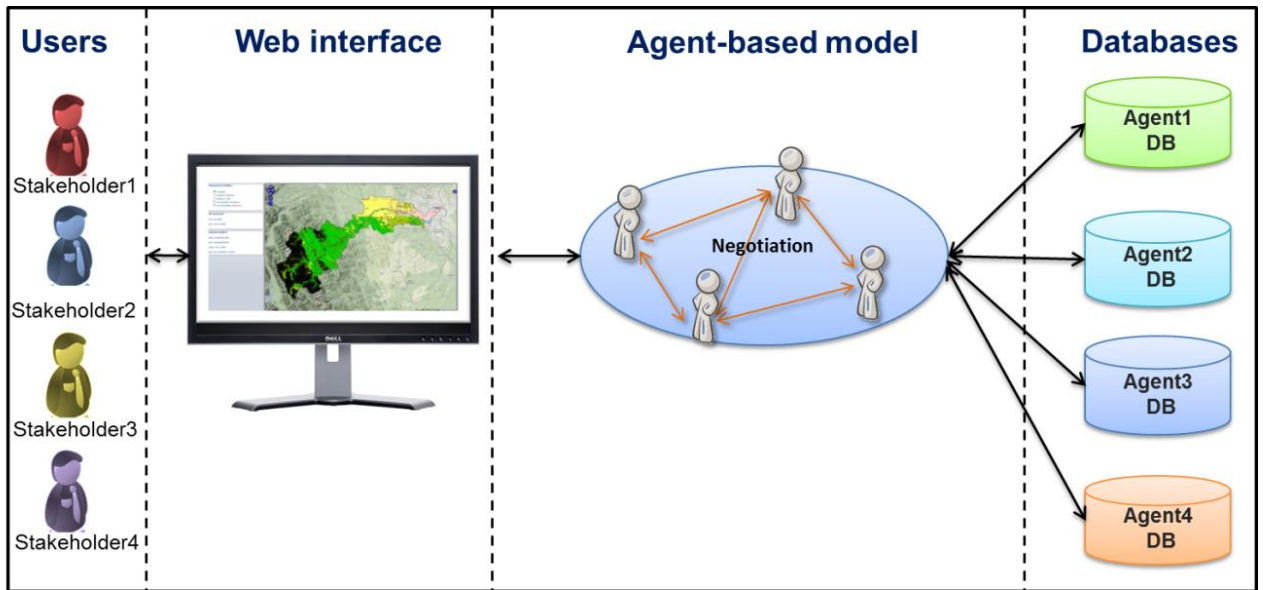 Users
Web interface
Agent-based model
Databases
Stakeholder1
Stakeholder2
Stakeholder3
Stakeholder4
DELL
Negotiation
Agent1
DB
Agent2
DB
Agent3
DB
Agent4
DB